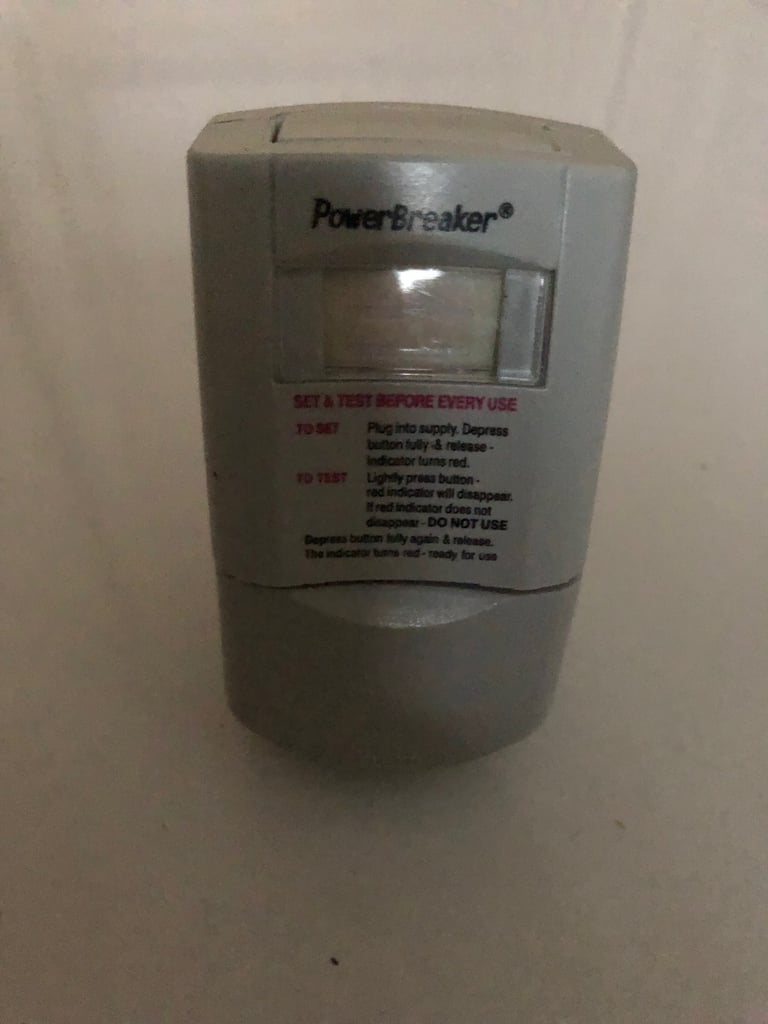 PowerBreaker®
SET & TEST BEFORE EVERY USE
TO SET Plug into supply. Depress
button fully & release -
indicator turns red.
TO TEST Lightly press button -
red indicator will disappear.
If red indicator does not
disappear - DO NOT USE
Depress button fully again & release.
The indicator turns red - ready for use